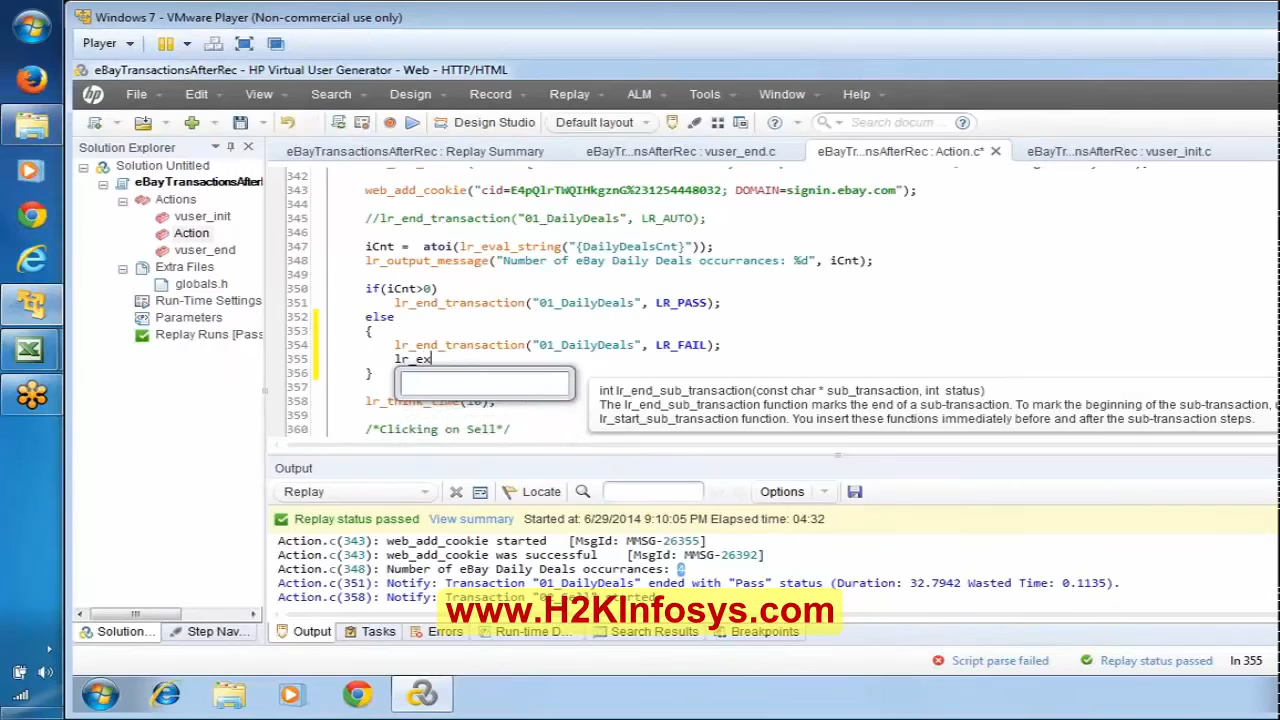 Windows 7 - VMware Player (Non-commercial use only)
Player
eBayTransactionsAfterRec - HP Virtual User Generator - Web - HTTP/HTML
File Edit View Search Design Record Replay ALM Tools Window Help
Design Studio Default layout Search docum...
Solution Explorer
eBayTransactionsAfterRec : Replay Summary eBayTr...nsAfterRec : vuser_end.c eBayTr...nsAfterRec : Action.c* eBayTr...nsAfterRec : vuser_init.c
Solution Untitled
eBayTransactionsAfterI
Actions
vuser_init
Action
vuser_end
Extra Files
globals.h
Run-Time Settings
Parameters
Replay Runs [Pass
342
343 web_add_cookie("cid=E4pQlrTWQIHkgznG%231254448032; DOMAIN=signin.ebay.com");
344
345 //lr_end_transaction("01_DailyDeals", LR_AUTO);
346
347 iCnt = atoi(lr_eval_string("{DailyDealsCnt}"));
348 lr_output_message("Number of eBay Daily Deals occurrances: %d", iCnt);
349
350 if(iCnt>0)
351 lr_end_transaction("01_DailyDeals", LR_PASS);
352 else
353 {
354 lr_end_transaction("01_DailyDeals", LR_FAIL);
355 lr_ex
356 }
357
358 lr_think_time(10);
359
360 /*Clicking on Sell*/
int lr_end_sub_transaction(const char * sub_transaction, int status)
The lr_end_sub_transaction function marks the end of a sub-transaction. To mark the beginning of the sub-transaction,
lr_start_sub_transaction function. You insert these functions immediately before and after the sub-transaction steps.
Output
Replay Locate Options
Replay status passed View summary Started at: 6/29/2014 9:10:05 PM Elapsed time: 04:32
Action.c(343): web_add_cookie started [MsgId: MMSG-26355]
Action.c(343): web_add_cookie was successful [MsgId: MMSG-26392]
Action.c(348): Number of eBay Daily Deals occurrances:
Action.c(351): Notify: Transaction "01_DailyDeals" ended with "Pass" status (Duration: 32.7942 Wasted Time: 0.1135).
Action.c(358): Notify: Transaction started.
www.H2KInfosys.com
Solution... Step Nav... Output Tasks Errors Run-time D... Search Results Breakpoints
Script parse failed Replay status passed ln 355